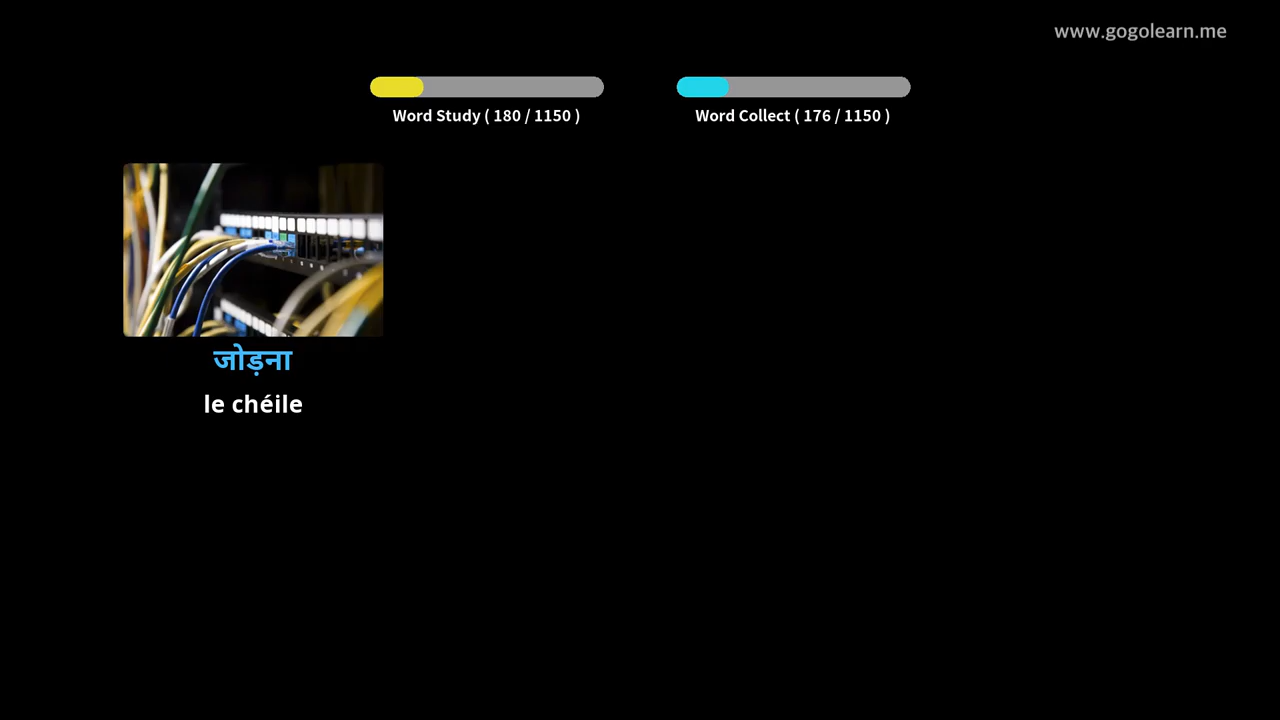 www.gogolearn.me
Word Study ( 180 / 1150 )
Word Collect ( 176 / 1150 )
जोड़ना
le chéile